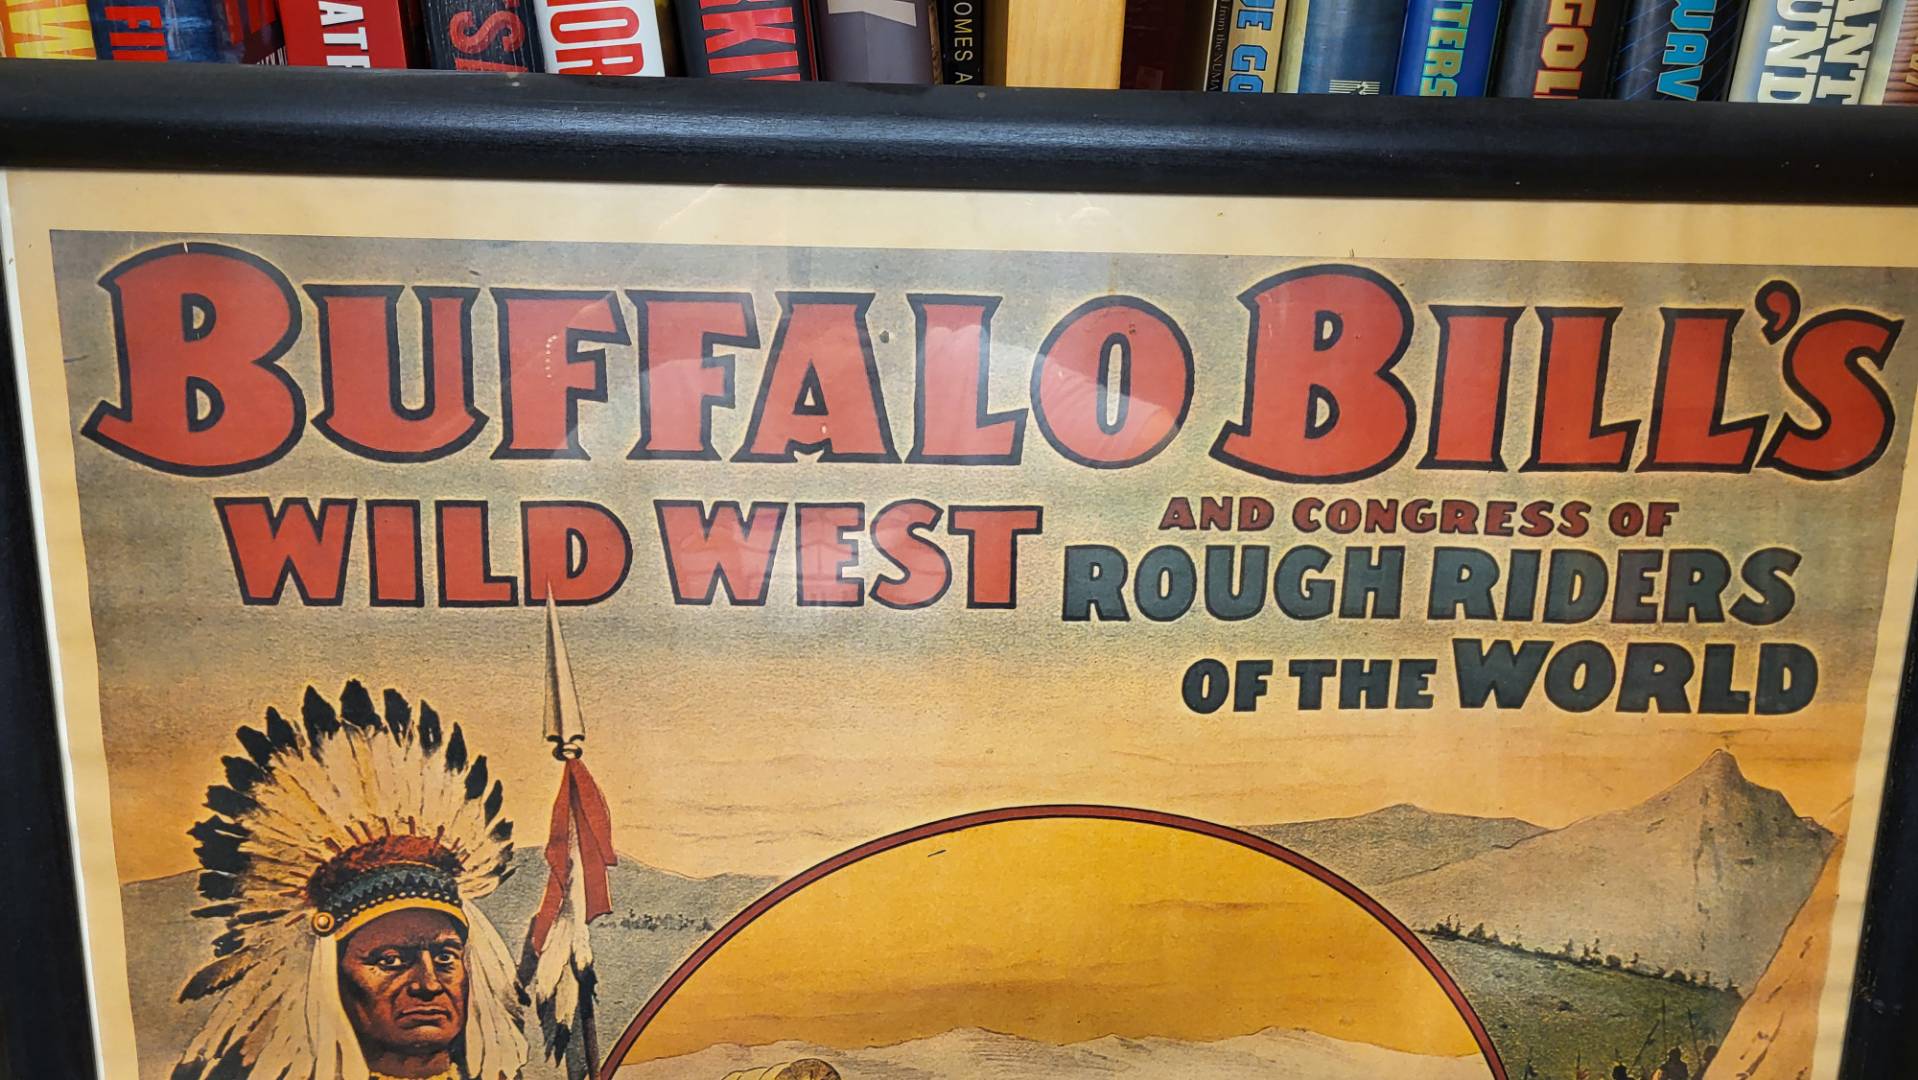 BUFFALO BILL'S
WILD WEST
AND CONGRESS OF
ROUGH RIDERS
OF THE WORLD